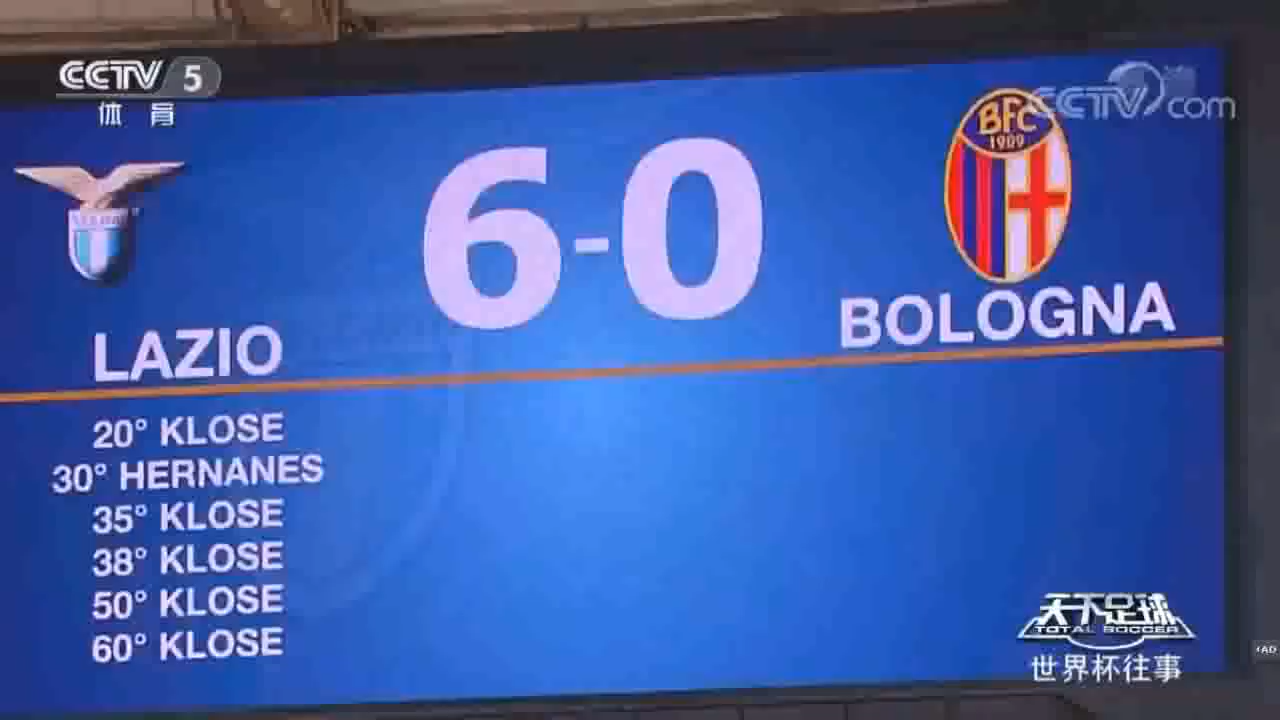 CCTV 5
体育
CCTV com
BFC
1909
6-0
LAZIO
BOLOGNA
20° KLOSE
30° HERNANES
35° KLOSE
38° KLOSE
50° KLOSE
60° KLOSE
天下足球
TOTAL SOCCER
世界杯往事
AD